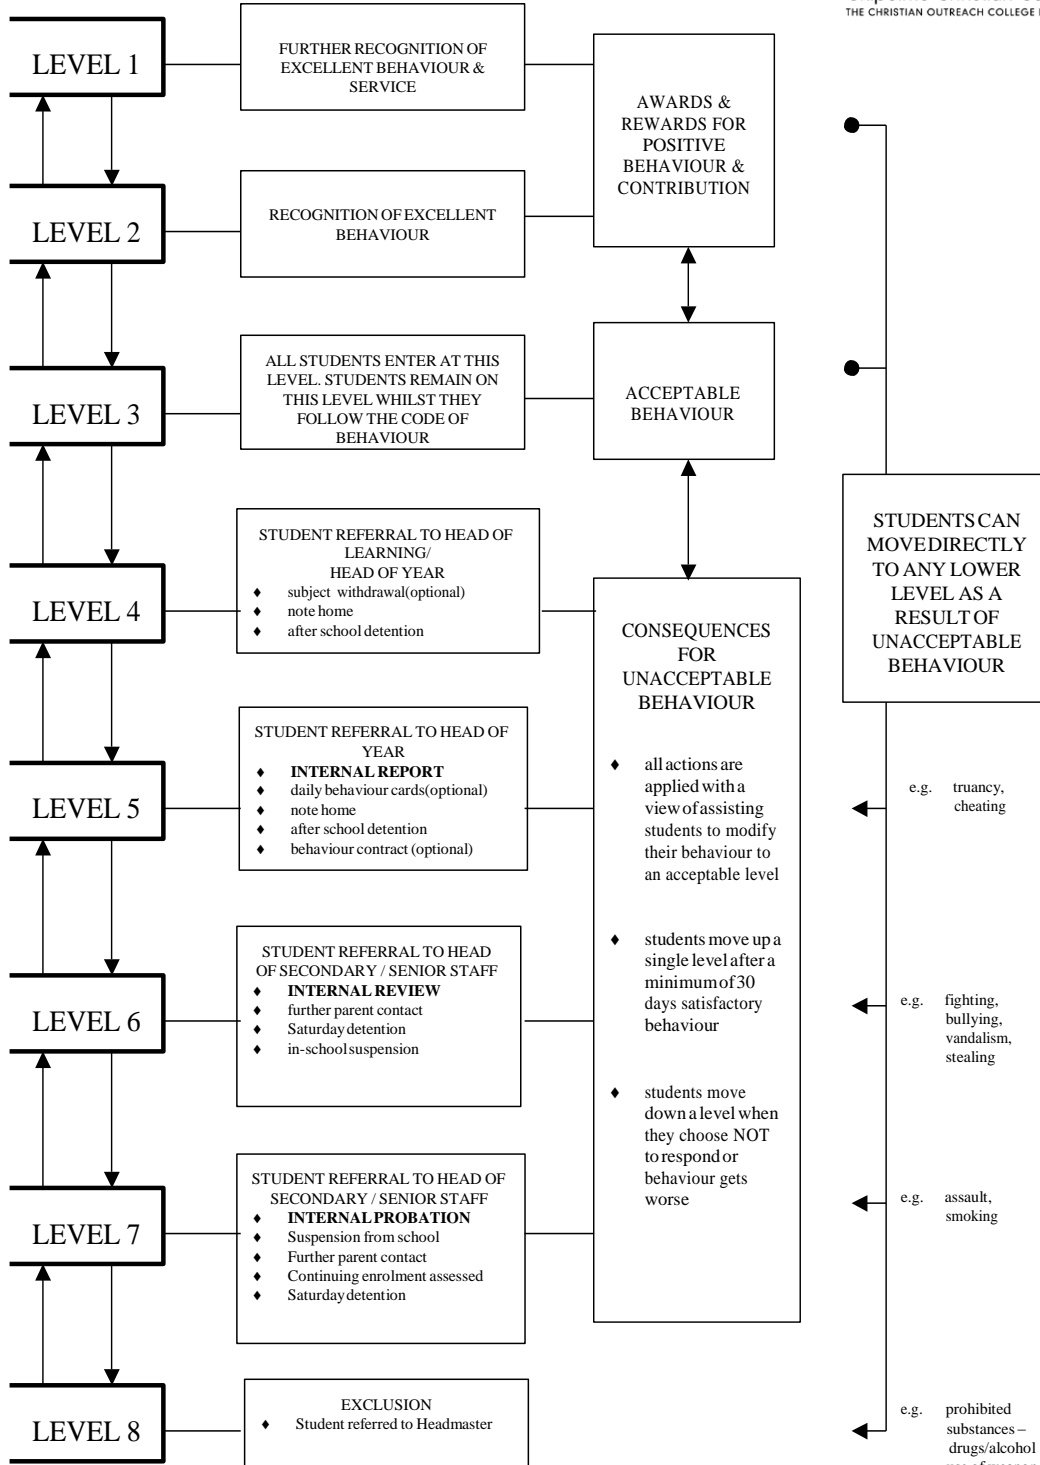 THE CHRISTIAN OUTREACH COLLEGE
LEVEL 1
FURTHER RECOGNITION OF
EXCELLENT BEHAVIOUR &
SERVICE
AWARDS &
REWARDS FOR
POSITIVE
BEHAVIOUR &
CONTRIBUTION
LEVEL 2
RECOGNITION OF EXCELLENT
BEHAVIOUR
LEVEL 3
ALL STUDENTS ENTER AT THIS
LEVEL. STUDENTS REMAIN ON
THIS LEVEL WHILST THEY
FOLLOW THE CODE OF
BEHAVIOUR
ACCEPTABLE
BEHAVIOUR
STUDENTS CAN
MOVE DIRECTLY
TO ANY LOWER
LEVEL AS A
RESULT OF
UNACCEPTABLE
BEHAVIOUR
LEVEL 4
STUDENT REFERRAL TO HEAD OF
LEARNING/
HEAD OF YEAR
♦ subject withdrawal(optional)
♦ note home
♦ after school detention
CONSEQUENCES
FOR
UNACCEPTABLE
BEHAVIOUR
♦ all actions are
applied with a
view of assisting
students to modify
their behaviour to
an acceptable level
♦ students move up a
single level after a
minimum of 30
days satisfactory
behaviour
♦ students move
down a level when
they choose NOT
to respond or
behaviour gets
worse
LEVEL 5
STUDENT REFERRAL TO HEAD OF
YEAR
♦ INTERNAL REPORT
♦ daily behaviour cards(optional)
♦ note home
♦ after school detention
♦ behaviour contract (optional)
e.g. truancy,
cheating
LEVEL 6
STUDENT REFERRAL TO HEAD
OF SECONDARY / SENIOR STAFF
♦ INTERNAL REVIEW
♦ further parent contact
♦ Saturday detention
♦ in-school suspension
e.g. fighting,
bullying,
vandalism,
stealing
LEVEL 7
STUDENT REFERRAL TO HEAD OF
SECONDARY / SENIOR STAFF
♦ INTERNAL PROBATION
♦ Suspension from school
♦ Further parent contact
♦ Continuing enrolment assessed
♦ Saturday detention
e.g. assault,
smoking
LEVEL 8
EXCLUSION
♦ Student referred to Headmaster
e.g. prohibited
substances –
drugs/alcohol